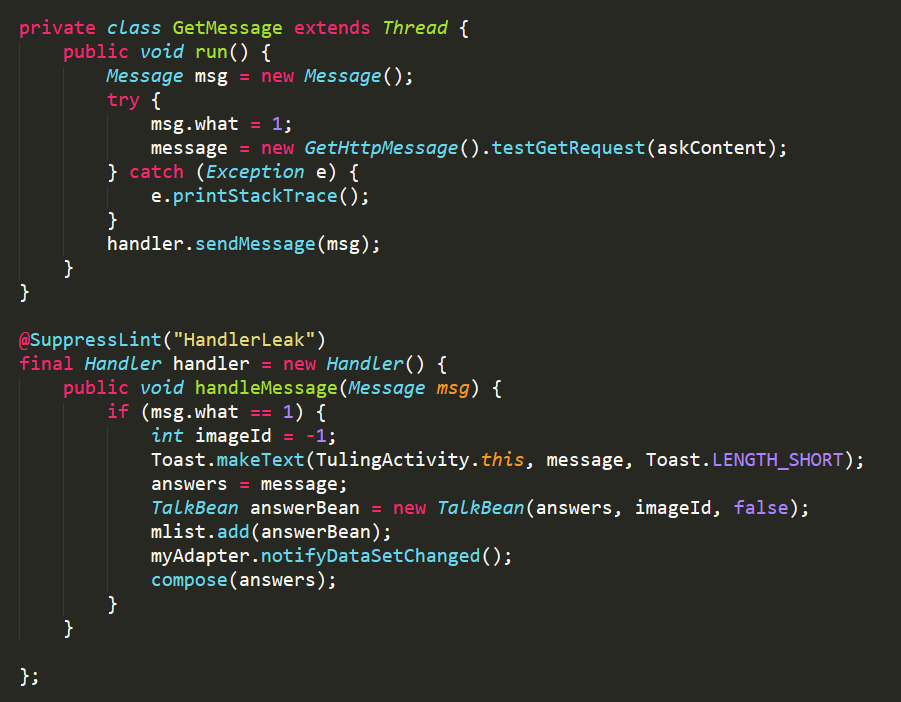 private class GetMessage extends Thread {
    public void run() {
        Message msg = new Message();
        try {
            msg.what = 1;
            message = new GetHttpMessage().testGetRequest(askContent);
        } catch (Exception e) {
            e.printStackTrace();
        }
        handler.sendMessage(msg);
    }
}

@SuppressLint("HandlerLeak")
final Handler handler = new Handler() {
    public void handleMessage(Message msg) {
        if (msg.what == 1) {
            int imageId = -1;
            Toast.makeText(TulingActivity.this, message, Toast.LENGTH_SHORT);
            answers = message;
            TalkBean answerBean = new TalkBean(answers, imageId, false);
            mlist.add(answerBean);
            myAdapter.notifyDataSetChanged();
            compose(answers);
        }
    }

};